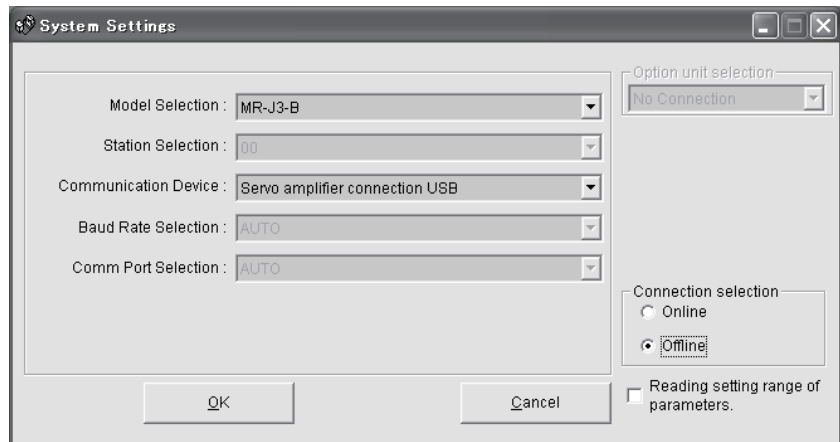 System Settings
Model Selection : MR-J3-B
Station Selection : 00
Communication Device : Servo amplifier connection USB
Baud Rate Selection : AUTO
Comm Port Selection : AUTO
Option unit selection
No Connection
Connection selection
Online
Offline
Reading setting range of
parameters.
OK
Cancel